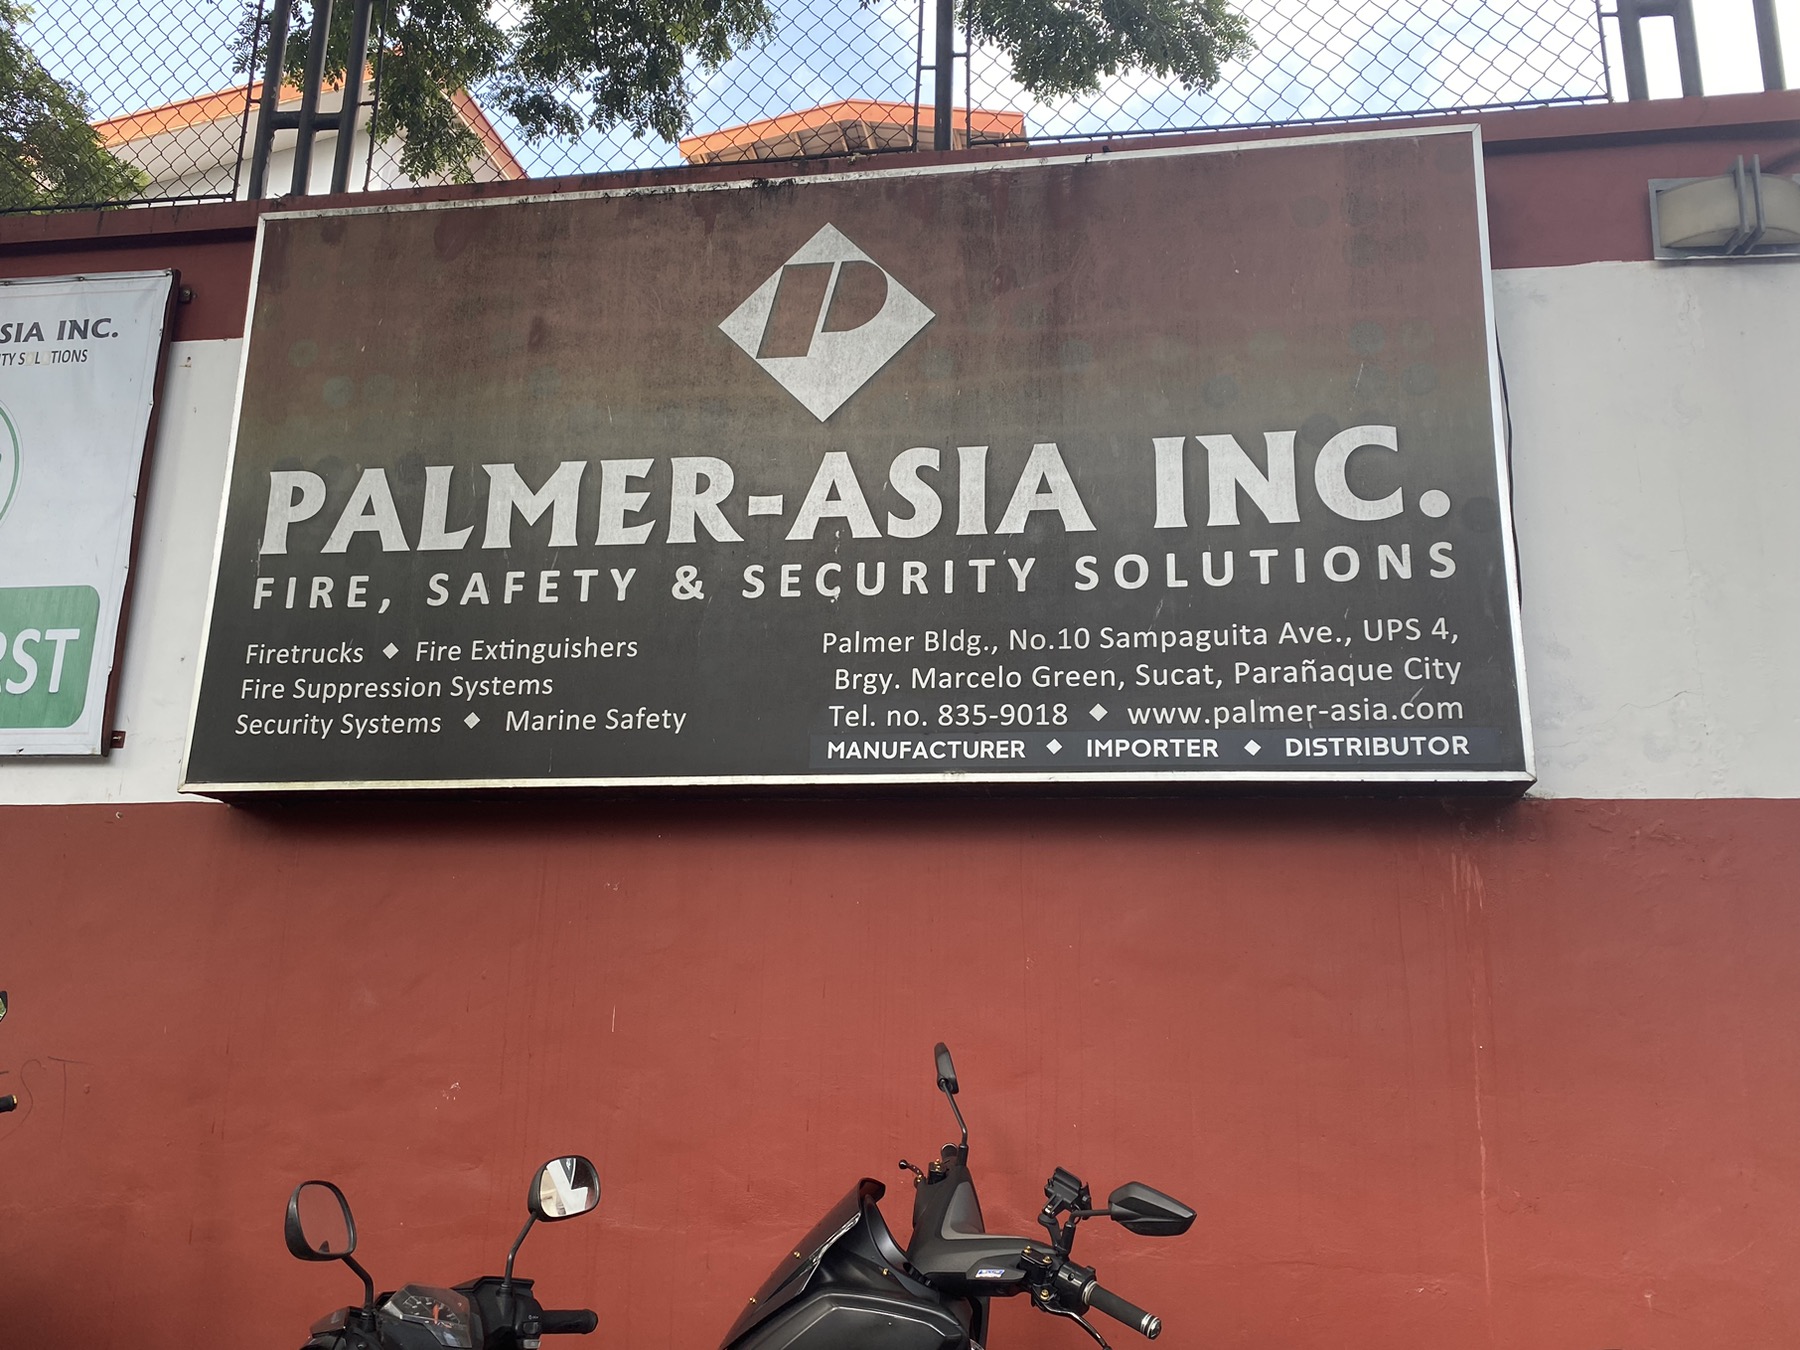 SIA INC.
TY SOLUTIONS
RST
P
PALMER-ASIA INC.
FIRE, SAFETY & SECURITY SOLUTIONS
Firetrucks ◆ Fire Extinguishers
Fire Suppression Systems
Security Systems ◆ Marine Safety
Palmer Bldg., No.10 Sampaguita Ave., UPS 4,
Brgy. Marcelo Green, Sucat, Parañaque City
Tel. no. 835-9018 ◆ www.palmer-asia.com
MANUFACTURER ◆ IMPORTER ◆ DISTRIBUTOR